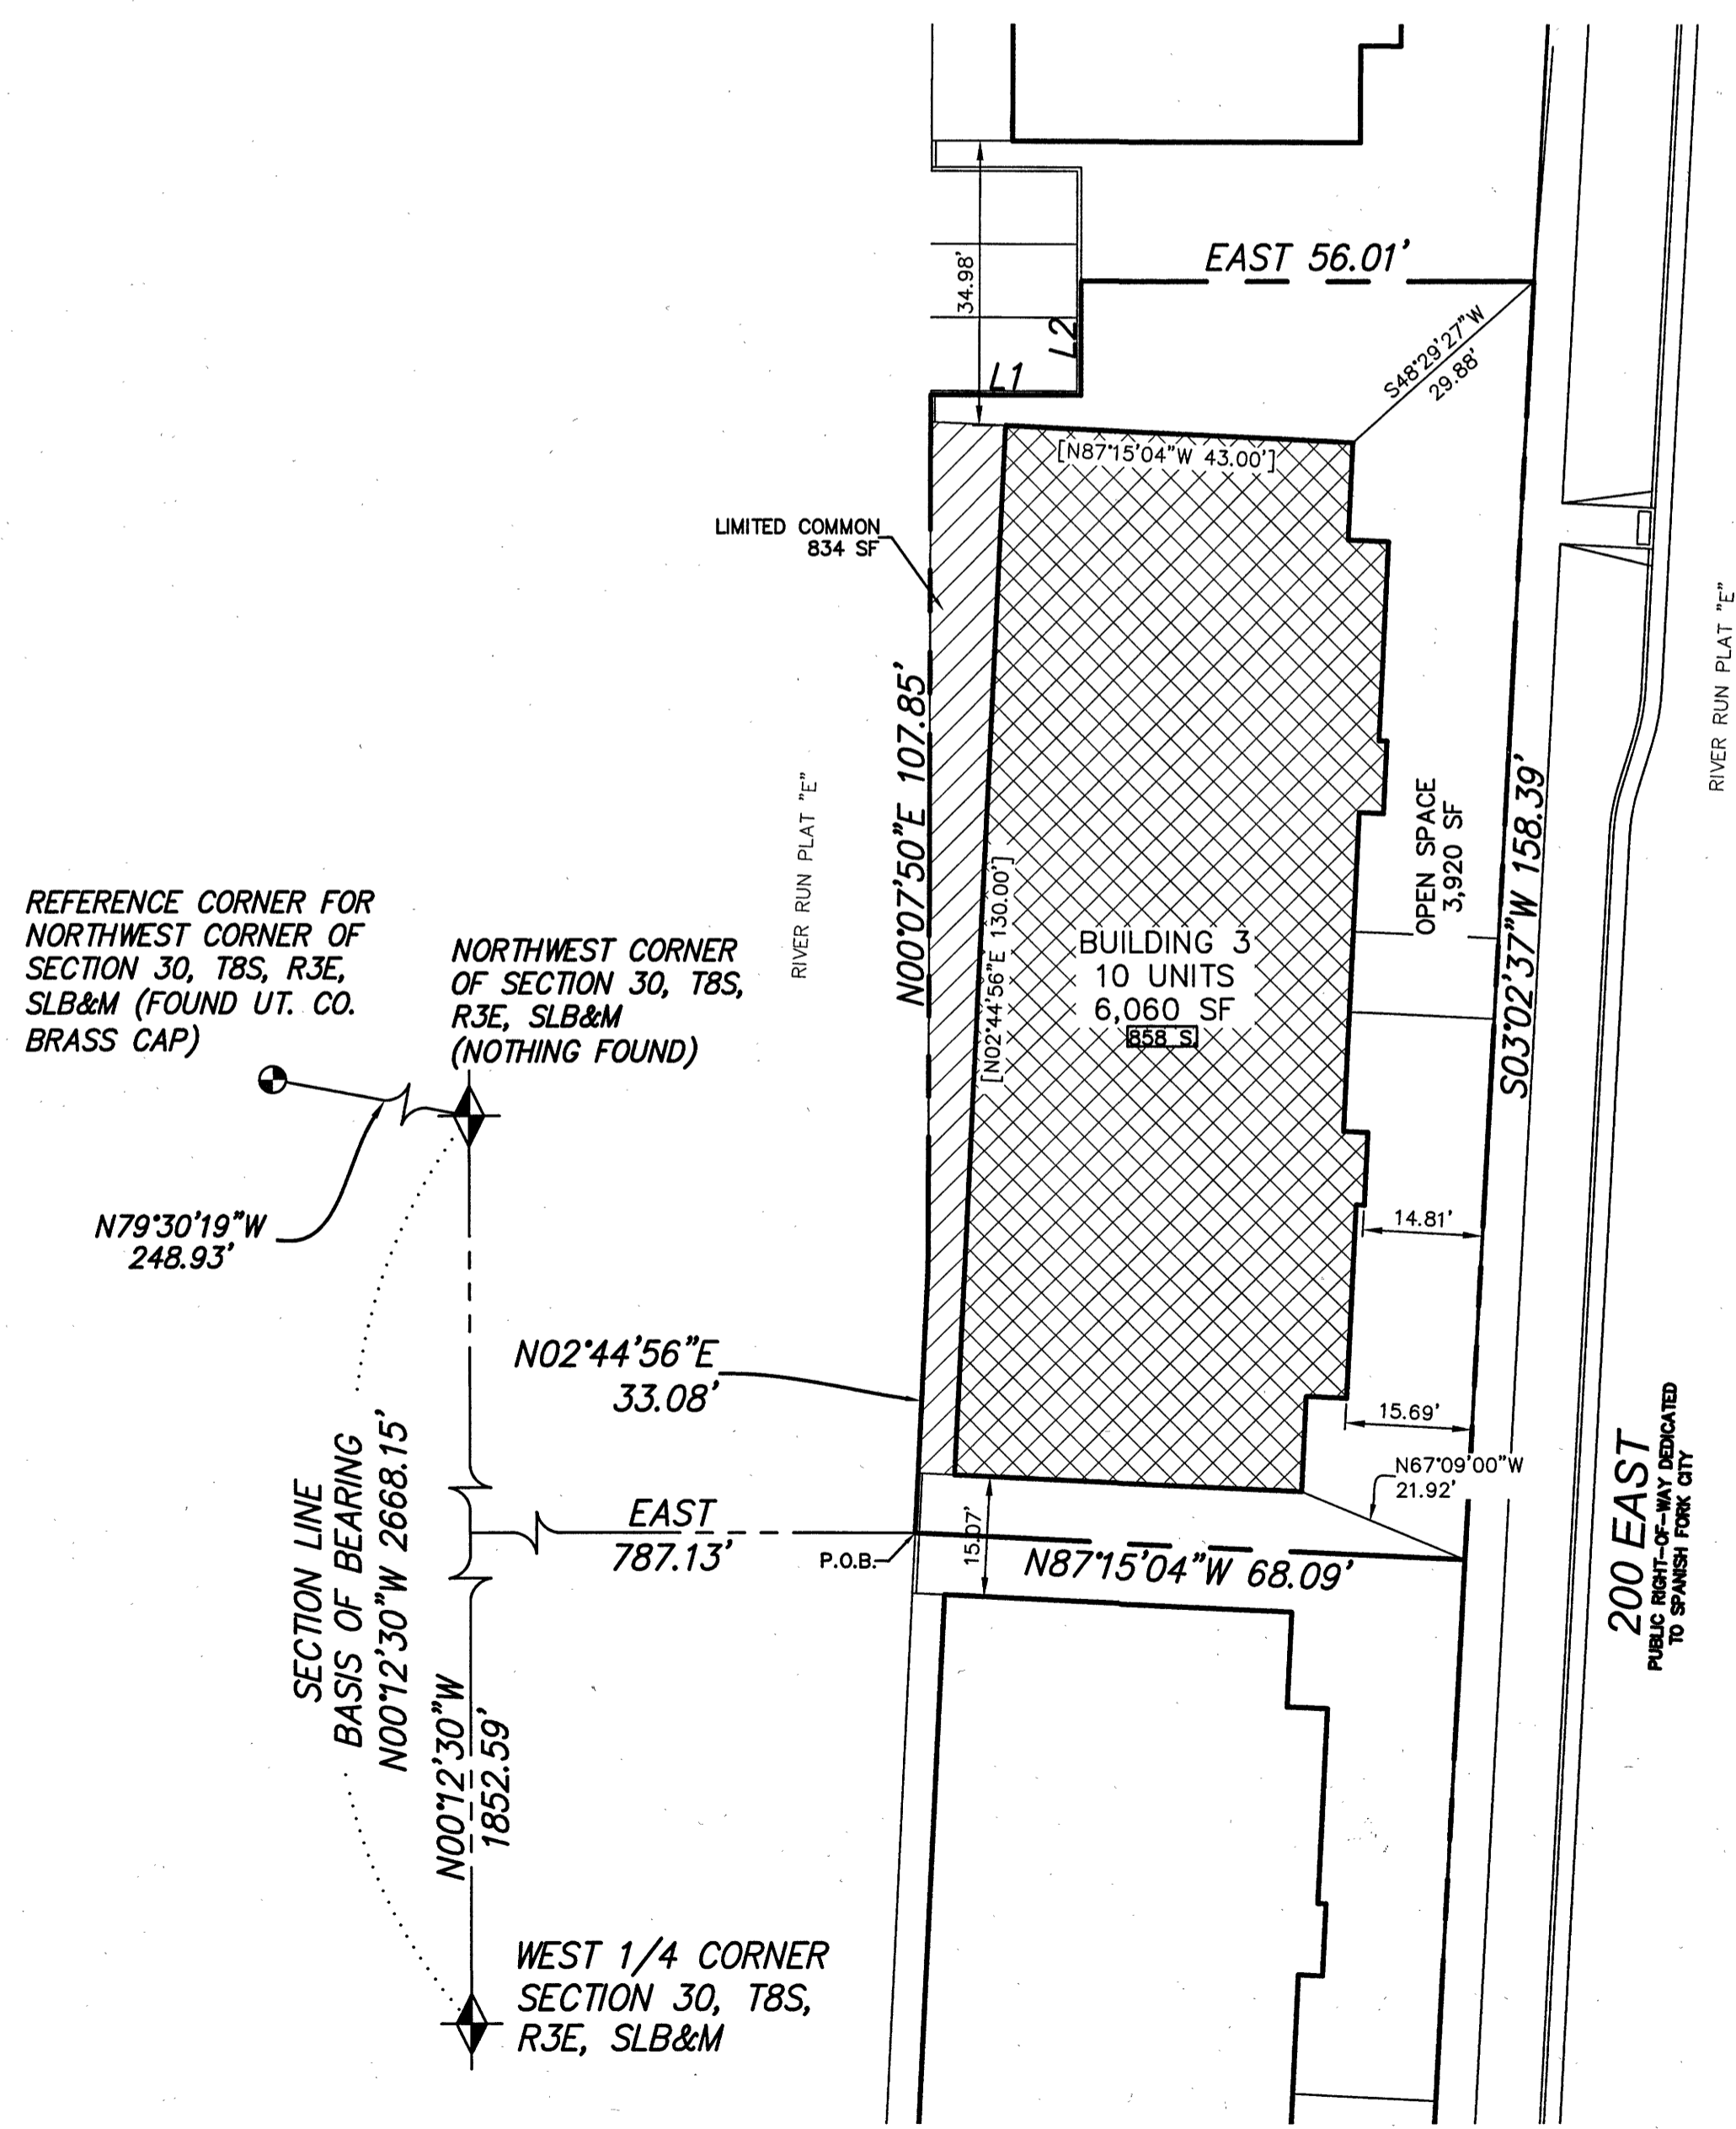 EAST 56.01'
34.98'
L2
L1
S48°29'27"W
29.88'
[N87°15'04"W 43.00']
LIMITED COMMON
834 SF
N00°07'50"E 107.85'
RIVER RUN PLAT "E"
RIVER RUN PLAT "E"
[N02°44'56"E 130.00']
BUILDING 3
10 UNITS
6,060 SF
858 S.
OPEN SPACE
3,920 SF
S03°02'37"W 158.39'
REFERENCE CORNER FOR
NORTHWEST CORNER OF
SECTION 30, T8S, R3E,
SLB&M (FOUND UT. CO.
BRASS CAP)
NORTHWEST CORNER
OF SECTION 30, T8S,
R3E, SLB&M
(NOTHING FOUND)
N79°30'19"W
248.93'
14.81'
N02°44'56"E
33.08'
15.69'
N67°09'00"W
21.92'
200 EAST
PUBLIC RIGHT-OF-WAY DEDICATED
TO SPANISH FORK CITY
SECTION LINE
BASIS OF BEARING
N00°12'30"W 2668.15'
EAST
787.13'
P.O.B.
15.07'
N87°15'04"W 68.09'
N00°12'30"W
1852.59'
WEST 1/4 CORNER
SECTION 30, T8S,
R3E, SLB&M